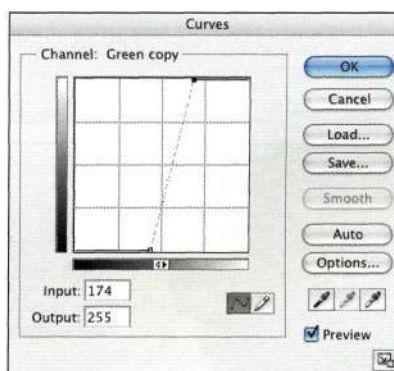 Curves
Channel: Green copy
OK
Cancel
Load...
Save...
Smooth
Auto
Options...
Input: 174
Output: 255
Preview